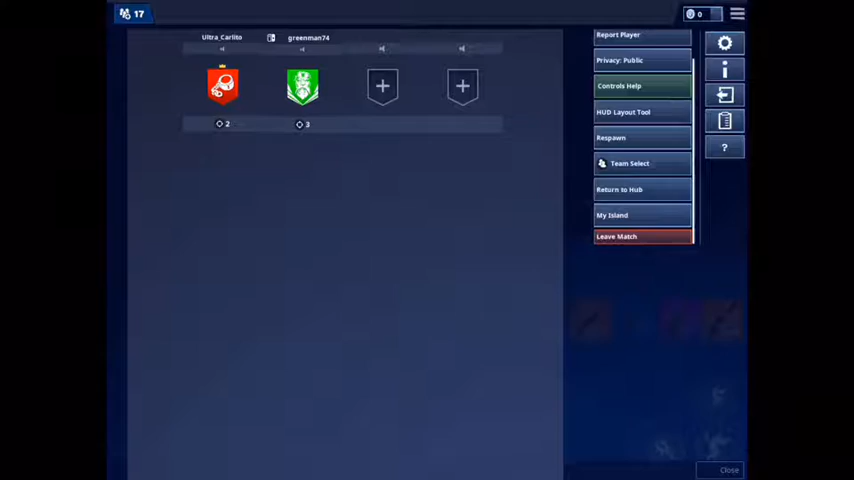 17
0
Ultra_Carlito
greenman74
2
3
Report Player
Privacy: Public
Controls Help
HUD Layout Tool
Respawn
Team Select
Return to Hub
My Island
Leave Match
?
Close